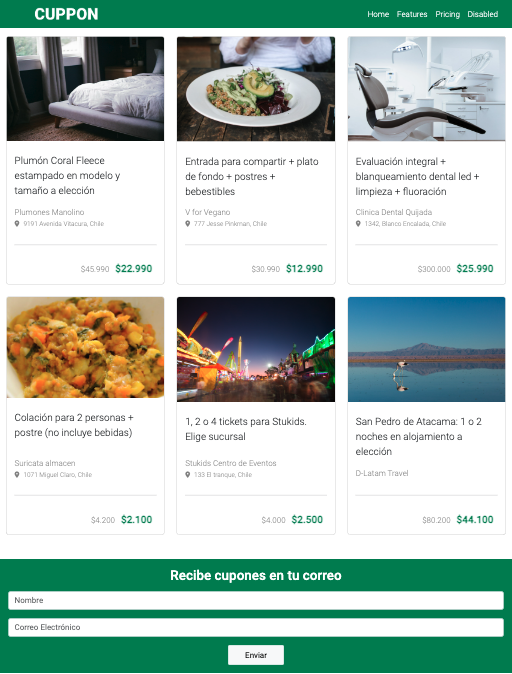 CUPPON
Home Features Pricing Disabled
Plumón Coral Fleece
estampado en modelo y
tamaño a elección
Plumones Manolino
9191 Avenida Vitacura, Chile
$45.990 $22.990
Entrada para compartir + plato
de fondo + postres +
bebestibles
V for Vegano
777 Jesse Pinkman, Chile
$30.990 $12.990
Evaluación integral +
blanqueamiento dental led +
limpieza + fluoración
Clinica Dental Quijada
1342, Blanco Encalada, Chile
$300.000 $25.990
Colación para 2 personas +
postre (no incluye bebidas)
Suricata almacen
1071 Miguel Claro, Chile
$4.200 $2.100
1, 2 o 4 tickets para Stukids.
Elige sucursal
Stukids Centro de Eventos
133 El tranque, Chile
$4.000 $2.500
San Pedro de Atacama: 1 o 2
noches en alojamiento a
elección
D-Latam Travel
$80.200 $44.100
Recibe cupones en tu correo
Nombre
Correo Electrónico
Enviar